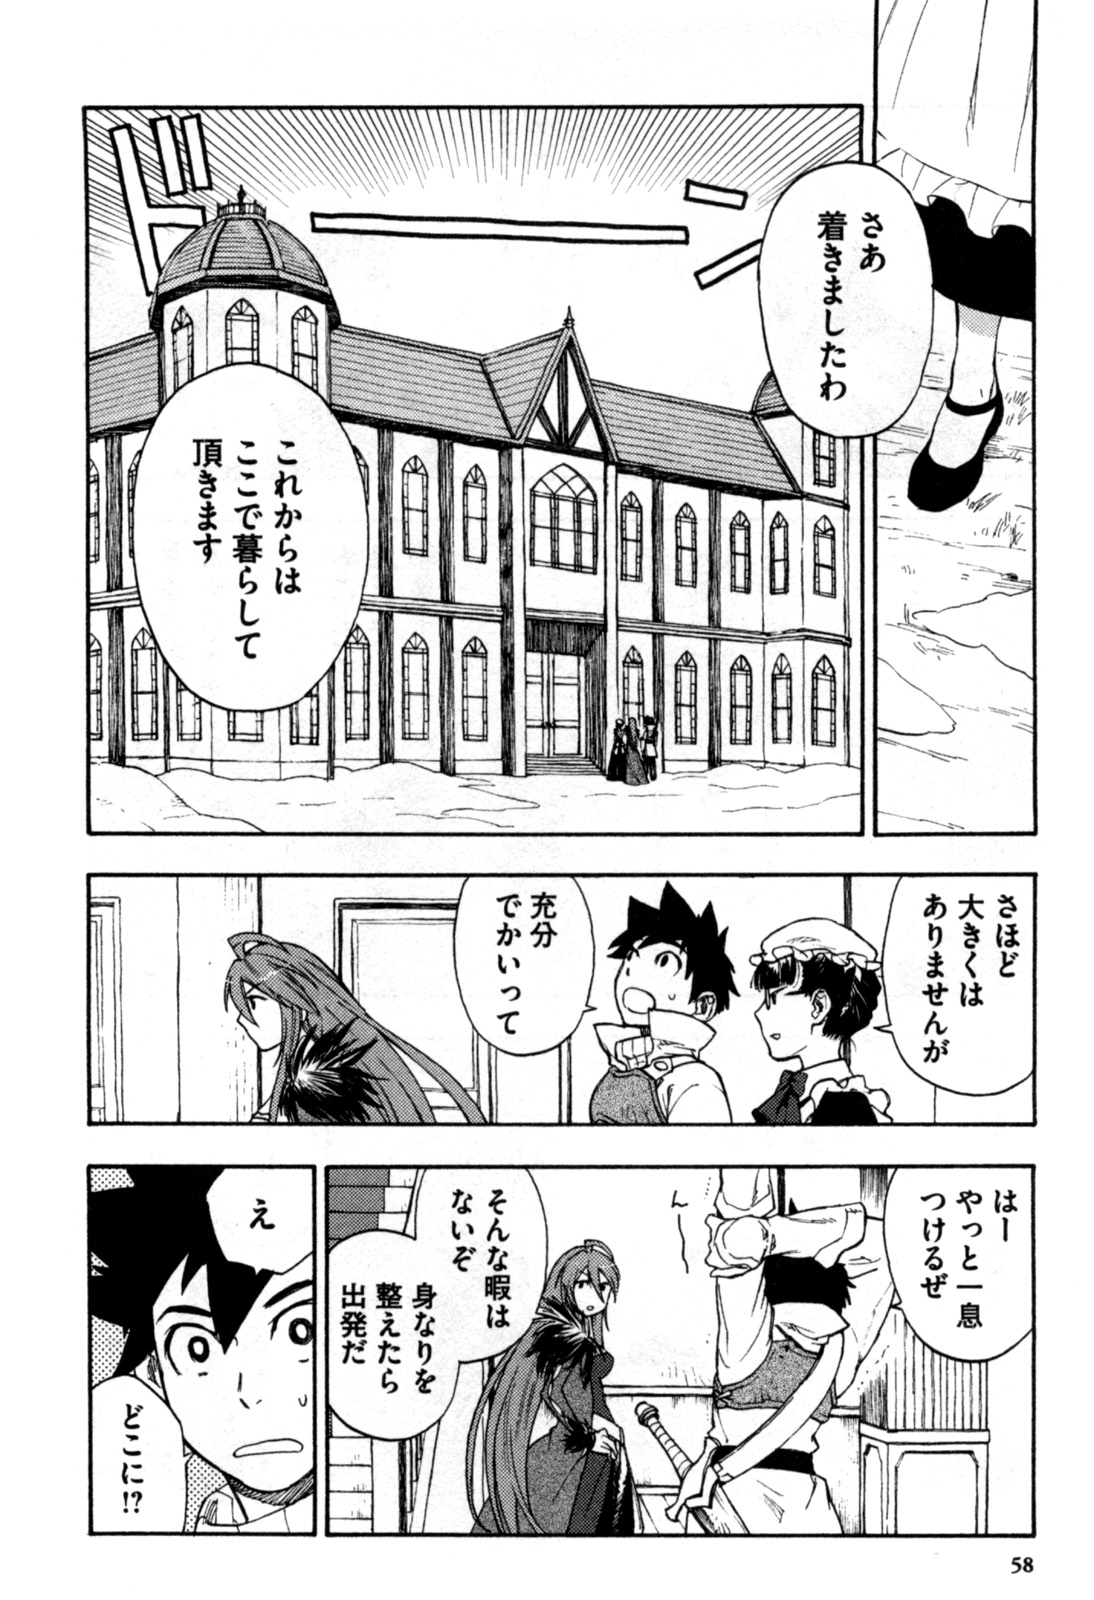 さあ
着きましたわ
ドーン
これからは
ここで暮らして
頂きます
さほど
大きくは
ありませんが
充分
でかいって
はー
やっと一息
つけるぜ
んー
そんな暇は
ないぞ
身なりを
整えたら
出発だ
え
どこに!?
58